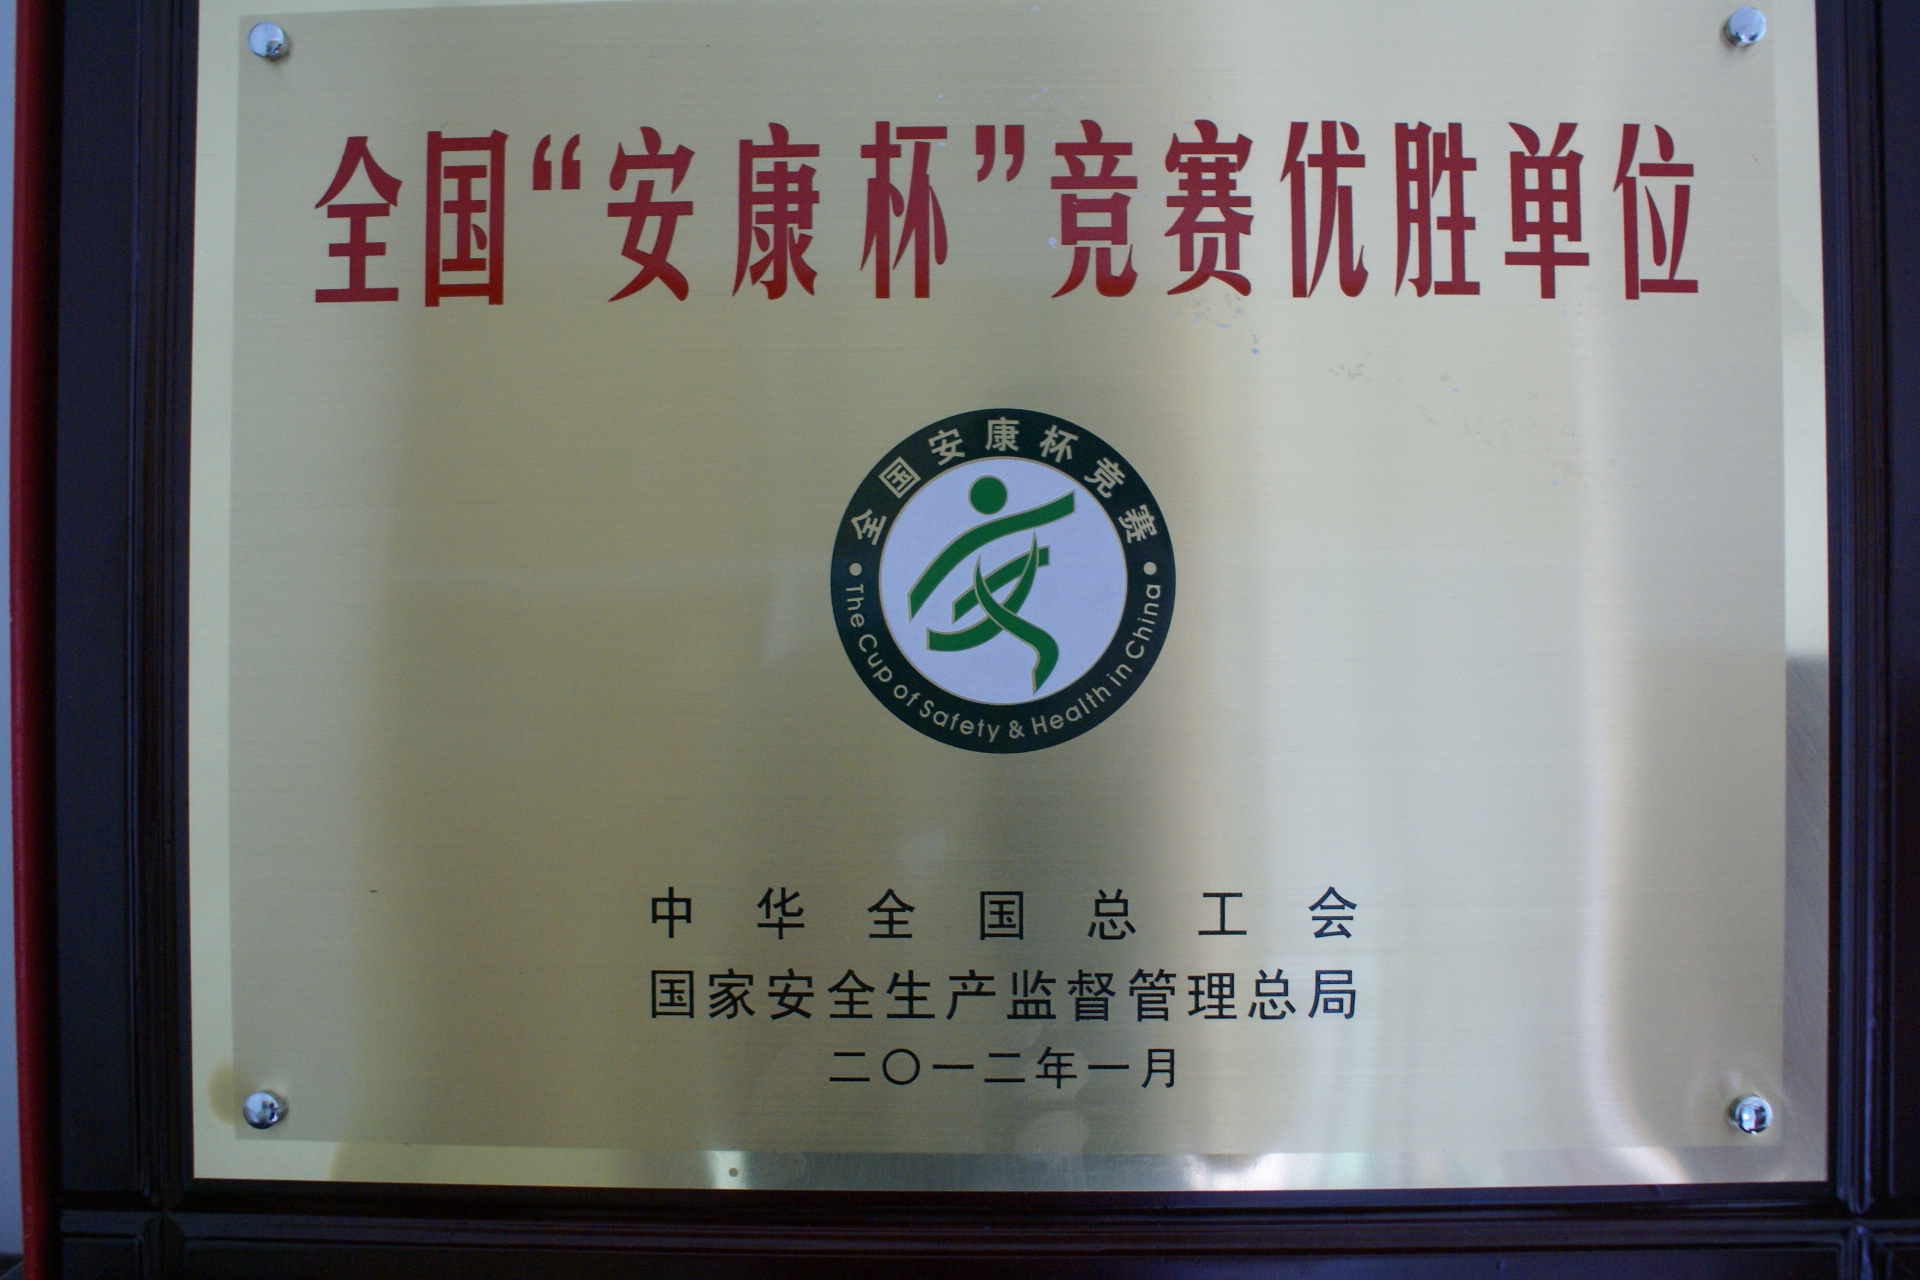 全国“安康杯”竞赛优胜单位
全国安康杯竞赛
The Cup of Safety & Health in China
中华全国总工会
国家安全生产监督管理总局
二〇一二年一月